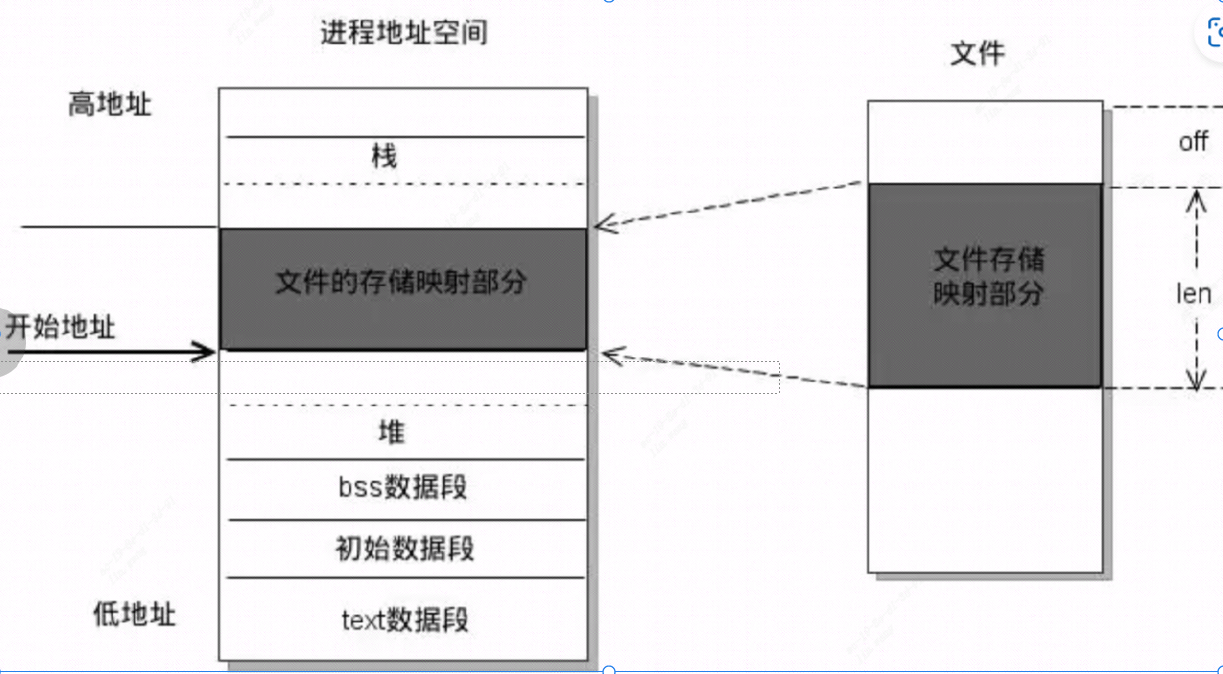 进程地址空间
文件
高地址
off
栈
文件的存储映射部分
文件存储
映射部分
len
开始地址
堆
bss数据段
初始数据段
低地址
text数据段